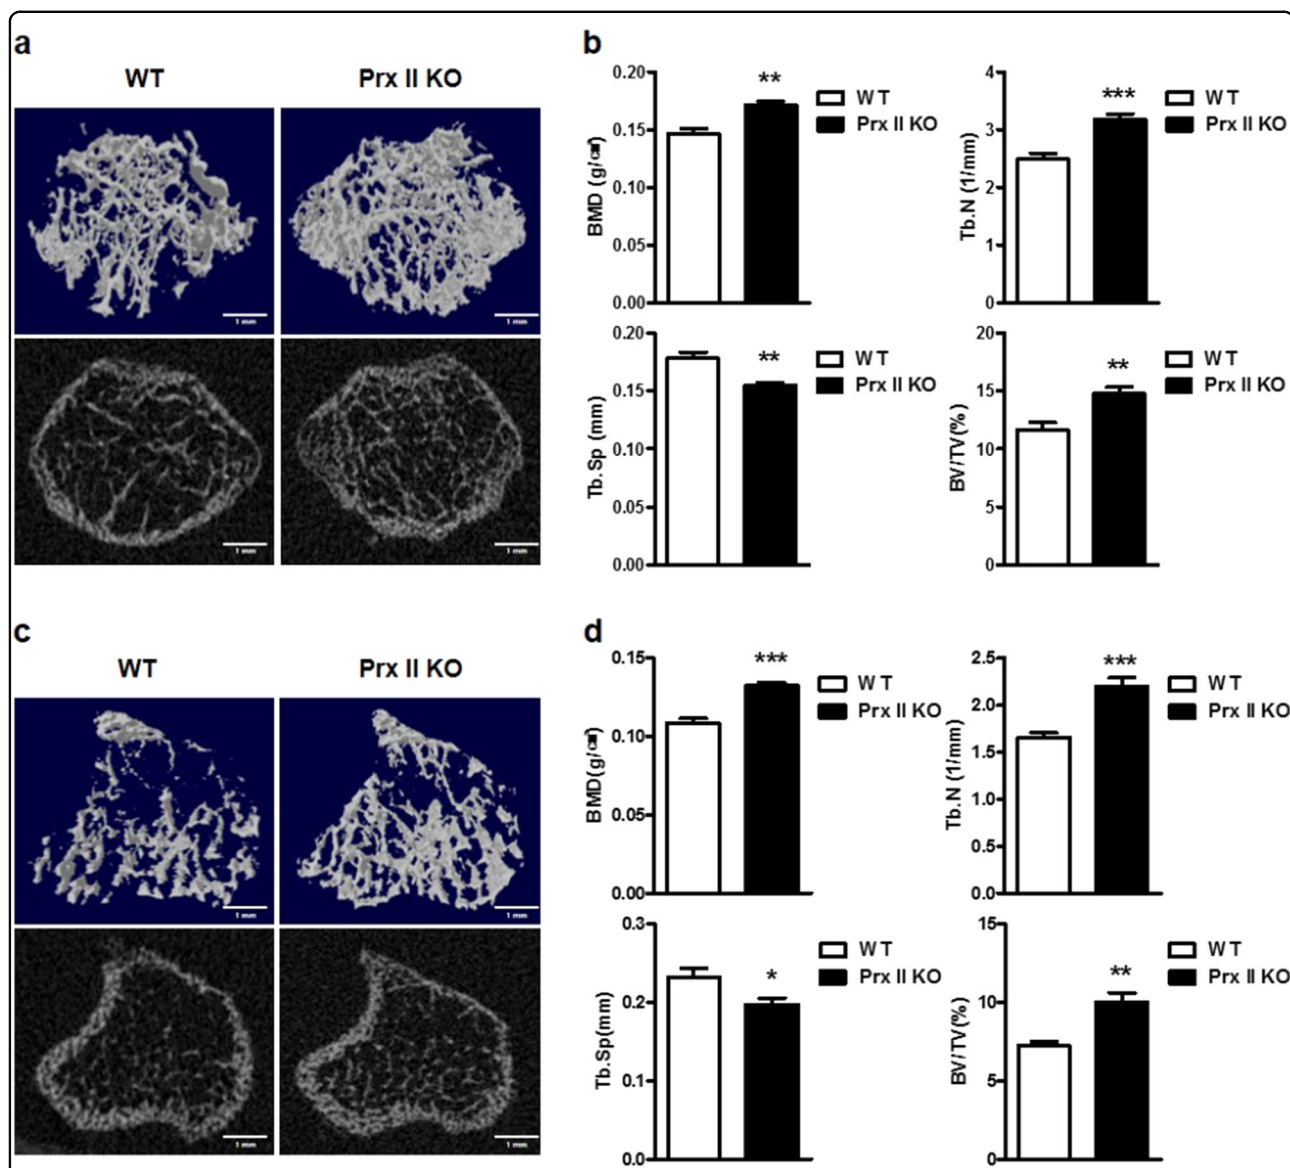 a
WT
Prx II KO
1 mm
1 mm
1 mm
1 mm
b
BMD (g/㎤)
0.20
0.15
0.10
0.05
0.00
**
WT
Prx II KO
Tb.N (1/mm)
4
3
2
1
0
***
WT
Prx II KO
Tb.Sp (mm)
0.20
0.15
0.10
0.05
0.00
**
WT
Prx II KO
BV/TV(%)
20
15
10
5
0
**
WT
Prx II KO
c
WT
Prx II KO
1 mm
1 mm
1 mm
1 mm
d
BMD(g/㎤)
0.15
0.10
0.05
0.00
***
WT
Prx II KO
Tb.N (1/mm)
2.5
2.0
1.5
1.0
0.5
0.0
***
WT
Prx II KO
Tb.Sp(mm)
0.3
0.2
0.1
0.0
*
WT
Prx II KO
BV/TV(%)
15
10
5
0
**
WT
Prx II KO